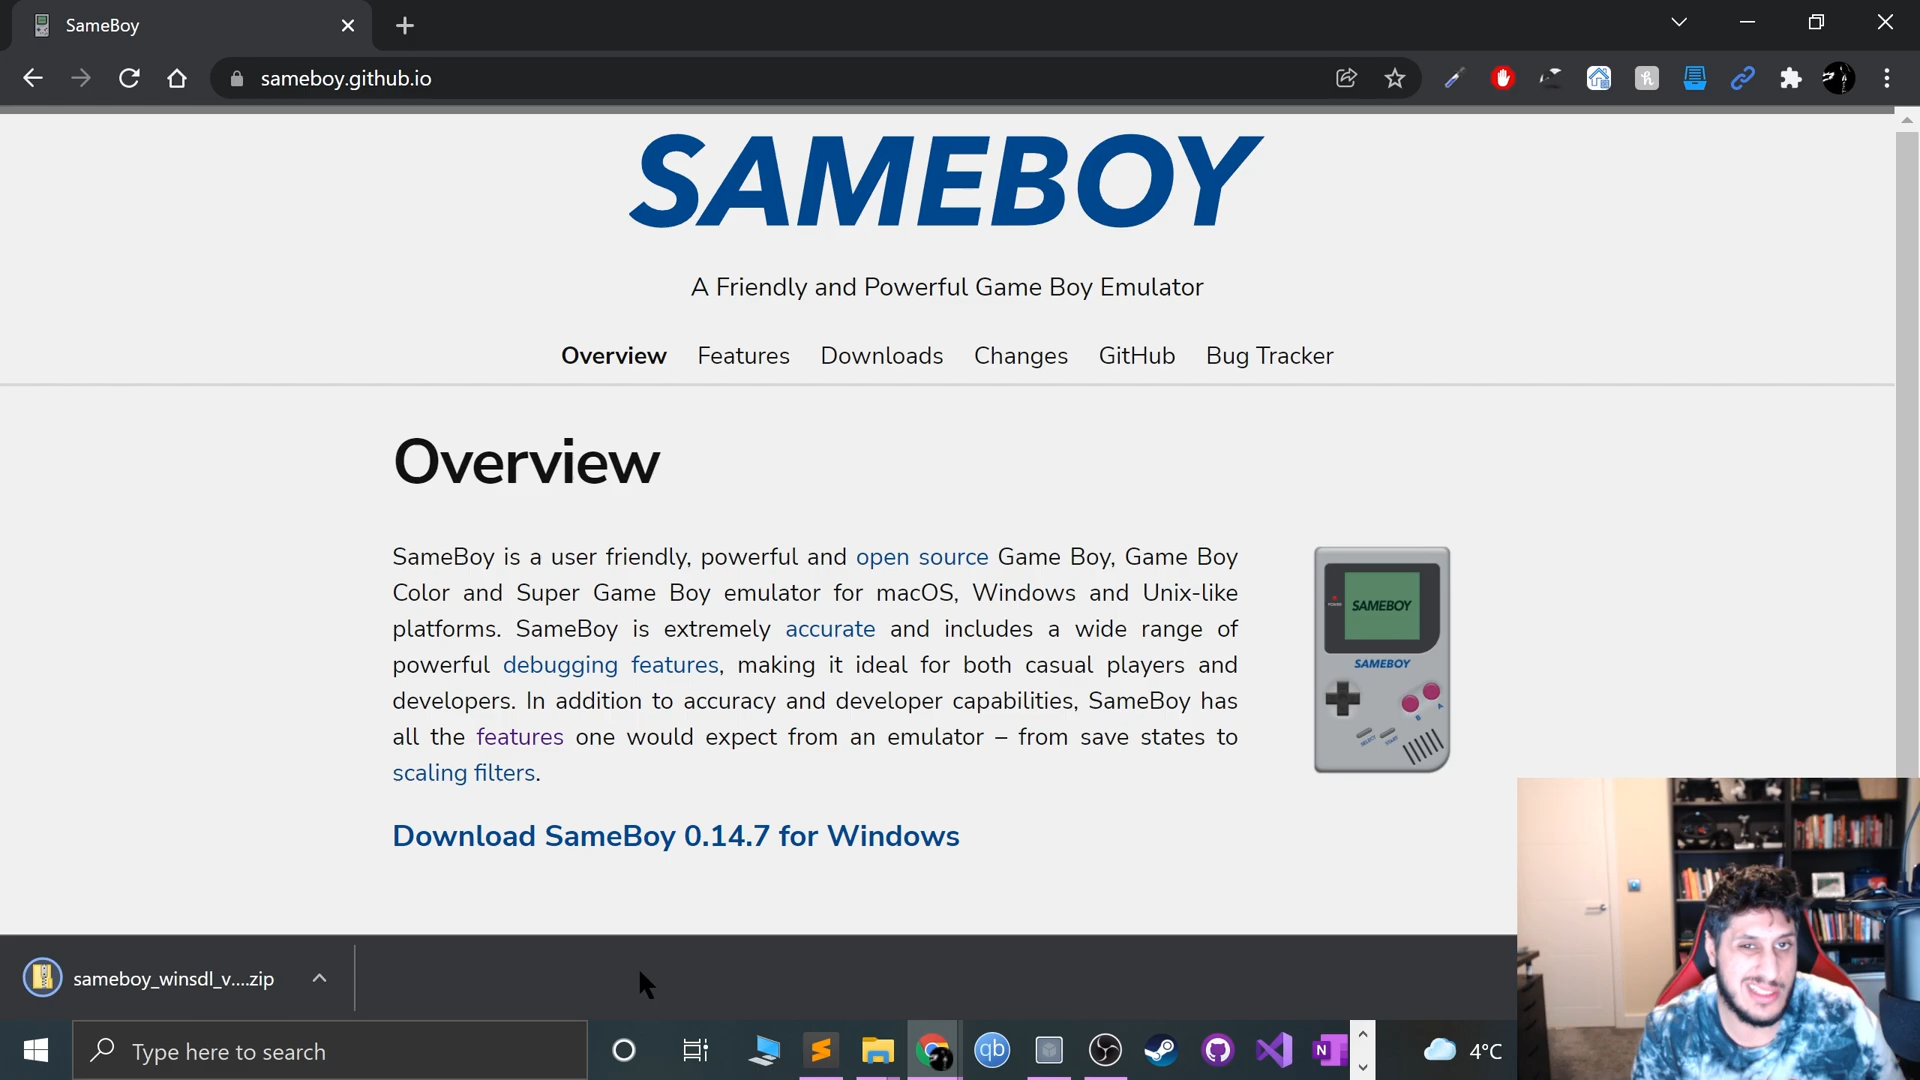 SameBoy
sameboy.github.io
SAMEBOY
A Friendly and Powerful Game Boy Emulator
Overview Features Downloads Changes GitHub Bug Tracker
Overview
SameBoy is a user friendly, powerful and open source Game Boy, Game Boy
Color and Super Game Boy emulator for macOS, Windows and Unix-like
platforms. SameBoy is extremely accurate and includes a wide range of
powerful debugging features, making it ideal for both casual players and
developers. In addition to accuracy and developer capabilities, SameBoy has
all the features one would expect from an emulator – from save states to
scaling filters.
POWER
SAMEBOY
SAMEBOY
B A
SELECT START
Download SameBoy 0.14.7 for Windows
sameboy_winsdl_v....zip
Type here to search
qb
N
4°C